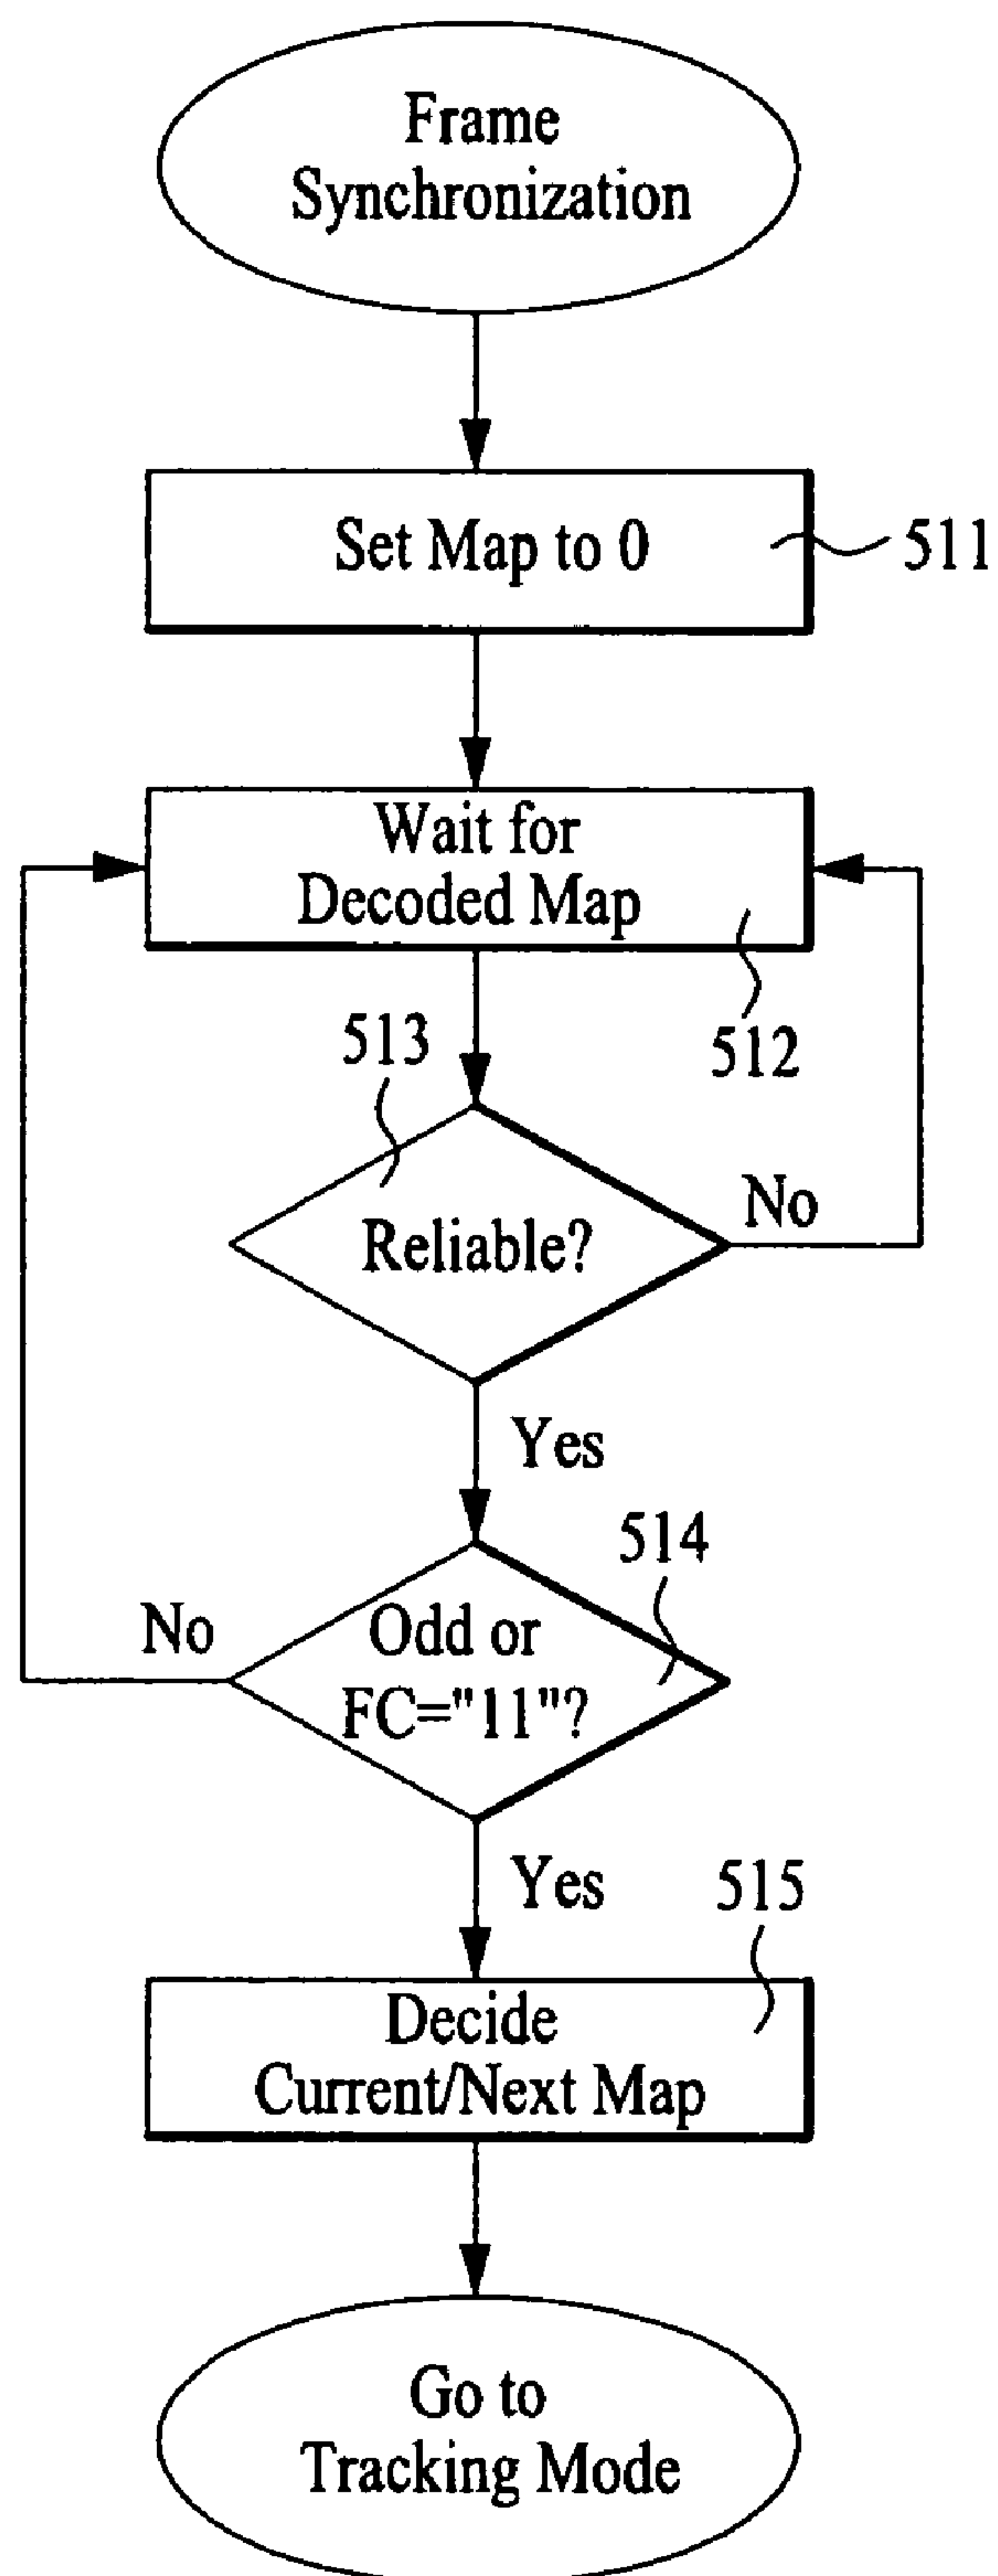 Frame
Synchronization
Set Map to 0
511
Wait for
Decoded Map
512
513
Reliable?
No
Yes
514
No
Odd or
FC="11"?
Yes
515
Decide
Current/Next Map
Go to
Tracking Mode